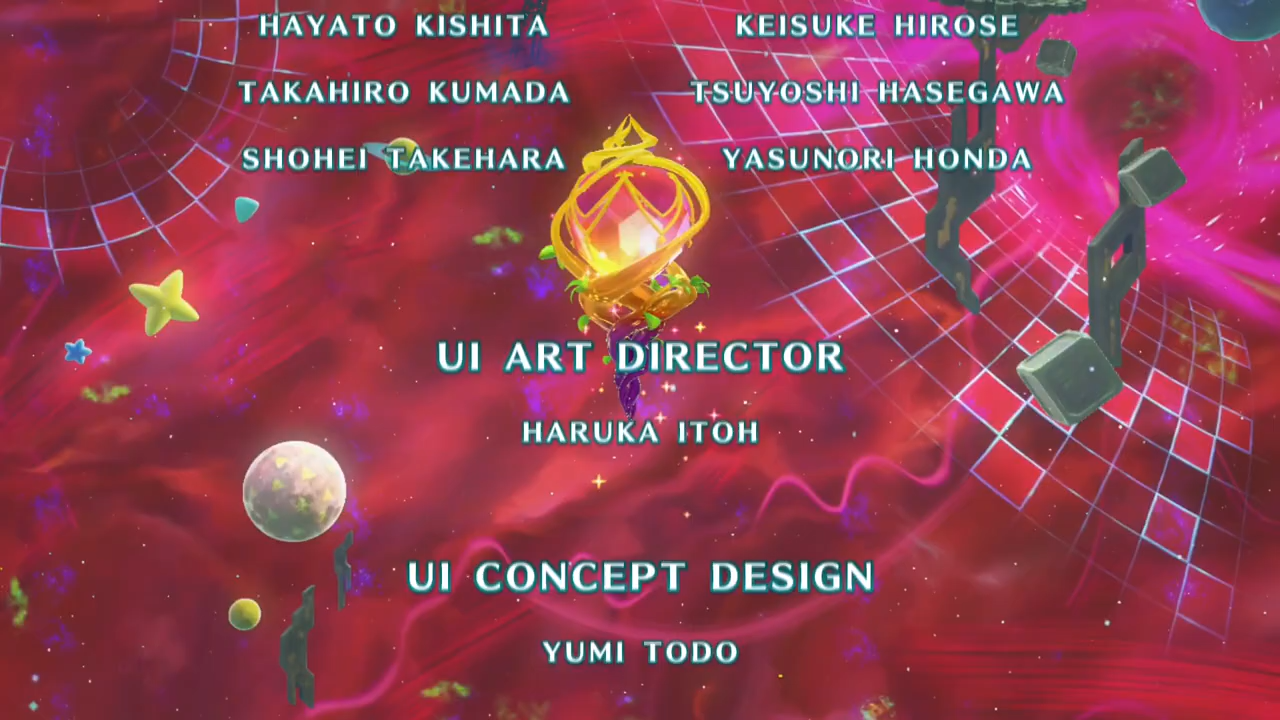 HAYATO KISHITA KEISUKE HIROSE
TAKAHIRO KUMADA TSUYOSHI HASEGAWA
SHOHEI TAKEHARA YASUNORI HONDA
UI ART DIRECTOR
HARUKA ITOH
UI CONCEPT DESIGN
YUMI TODO